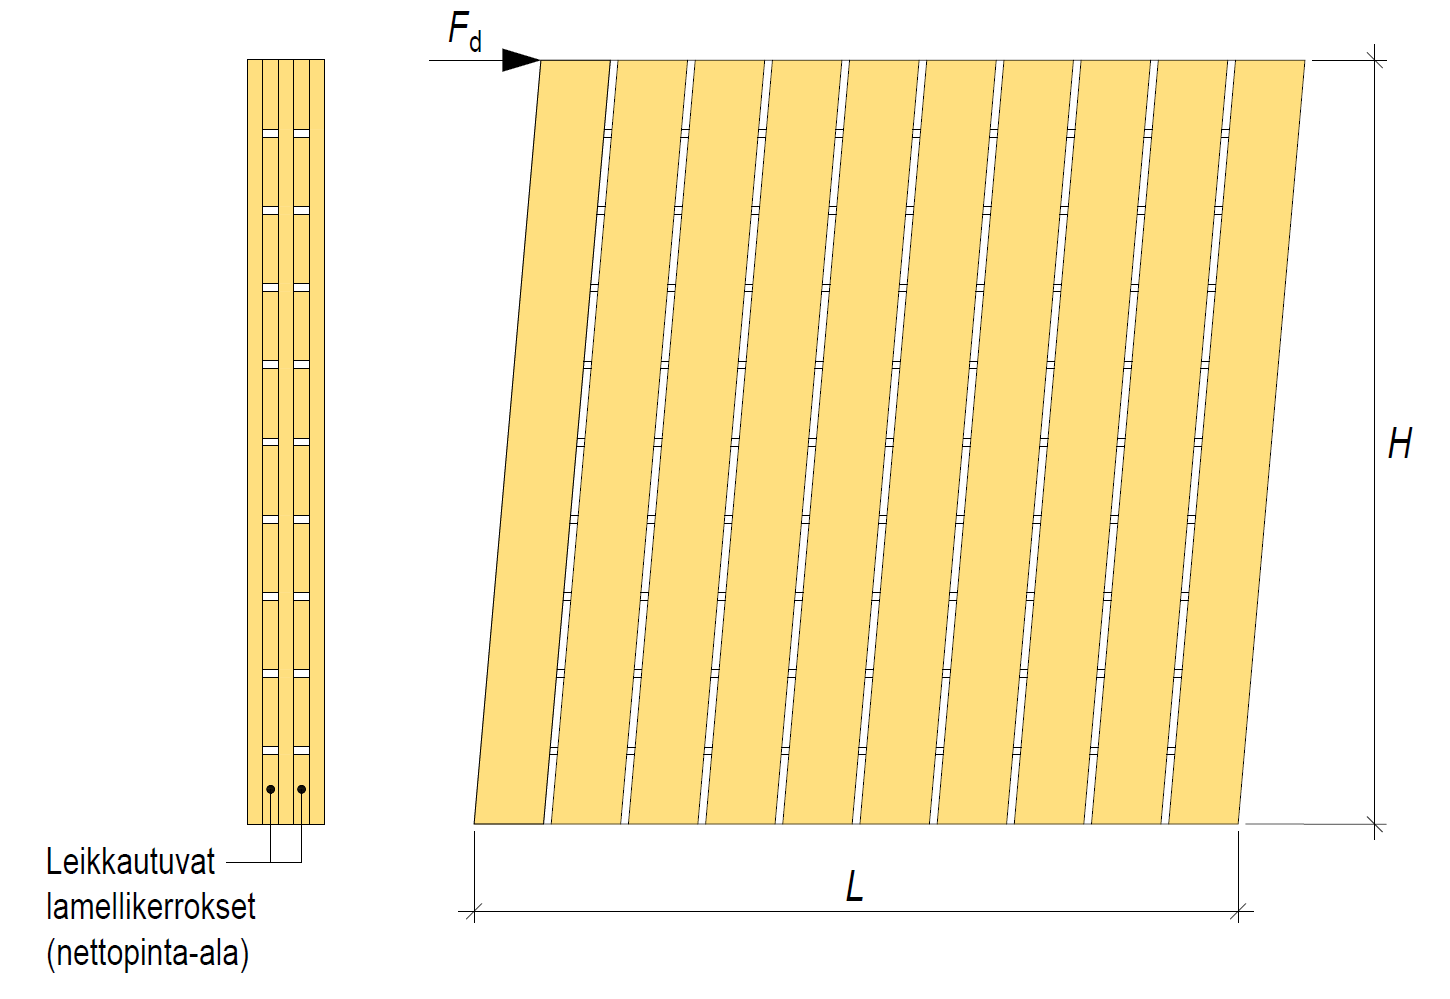 Fd
H
Leikkautuvat
lamellikerrokset
(nettopinta-ala)
L